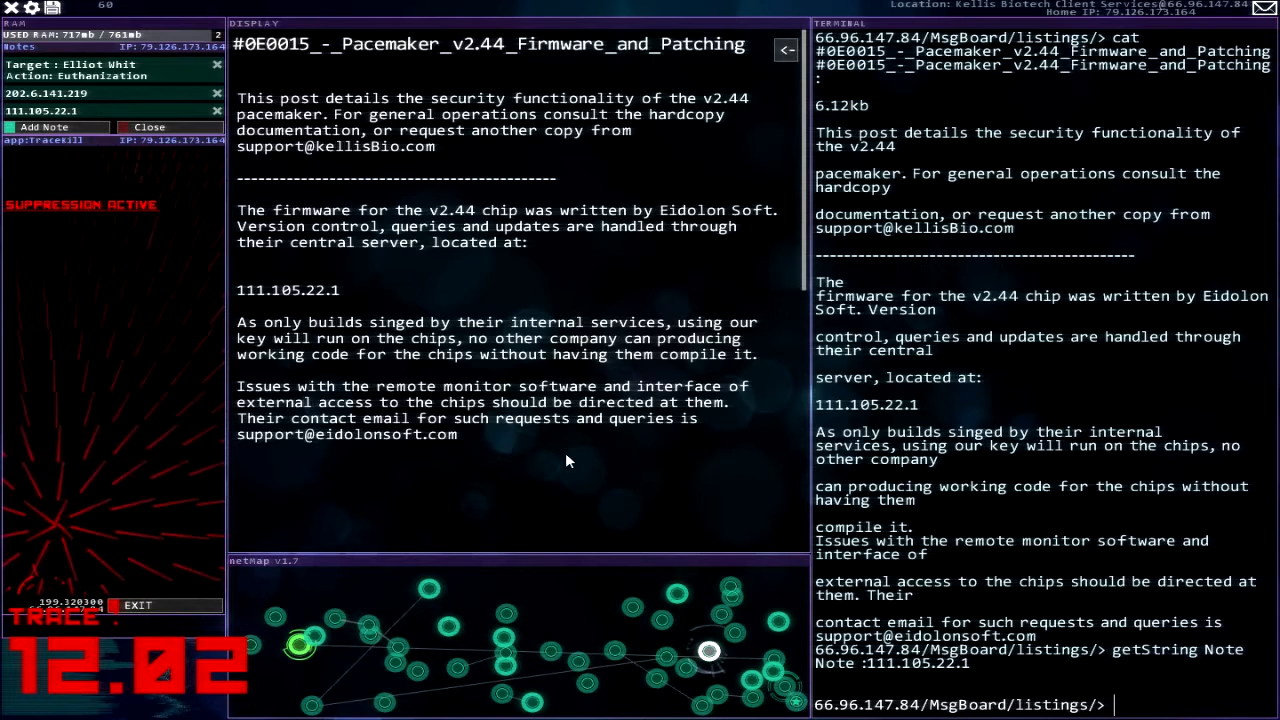 60
Location: Kellis Biotech Client Services@66.96.147.84
Home IP: 79.126.173.164
RAM
USED RAM: 717mb / 761mb
2
Notes
IP: 79.126.173.164
Target : Elliot Whit
Action: Euthanization
202.6.141.219
111.105.22.1
Add Note
Close
app:TraceKill
IP: 79.126.173.164
SUPPRESSION ACTIVE
199.320300
EXIT
TRACE :
12.02
DISPLAY
#0E0015_-_Pacemaker_v2.44_Firmware_and_Patching
<-
This post details the security functionality of the v2.44
pacemaker. For general operations consult the hardcopy
documentation, or request another copy from
support@kellisBio.com
--------------------------------------------
The firmware for the v2.44 chip was written by Eidolon Soft.
Version control, queries and updates are handled through
their central server, located at:
111.105.22.1
As only builds singed by their internal services, using our
key will run on the chips, no other company can producing
working code for the chips without having them compile it.
Issues with the remote monitor software and interface of
external access to the chips should be directed at them.
Their contact email for such requests and queries is
support@eidolonsoft.com
netMap v1.7
TERMINAL
66.96.147.84/MsgBoard/listings/> cat
#0E0015_-_Pacemaker_v2.44_Firmware_and_Patching
#0E0015_-_Pacemaker_v2.44_Firmware_and_Patching
:
6.12kb
This post details the security functionality of
the v2.44
pacemaker. For general operations consult the
hardcopy
documentation, or request another copy from
support@kellisBio.com
--------------------------------------------
The
firmware for the v2.44 chip was written by Eidolon
Soft. Version
control, queries and updates are handled through
their central
server, located at:
111.105.22.1
As only builds singed by their internal
services, using our key will run on the chips, no
other company
can producing working code for the chips without
having them
compile it.
Issues with the remote monitor software and
interface of
external access to the chips should be directed at
them. Their
contact email for such requests and queries is
support@eidolonsoft.com
66.96.147.84/MsgBoard/listings/> getString Note
Note :111.105.22.1
66.96.147.84/MsgBoard/listings/>